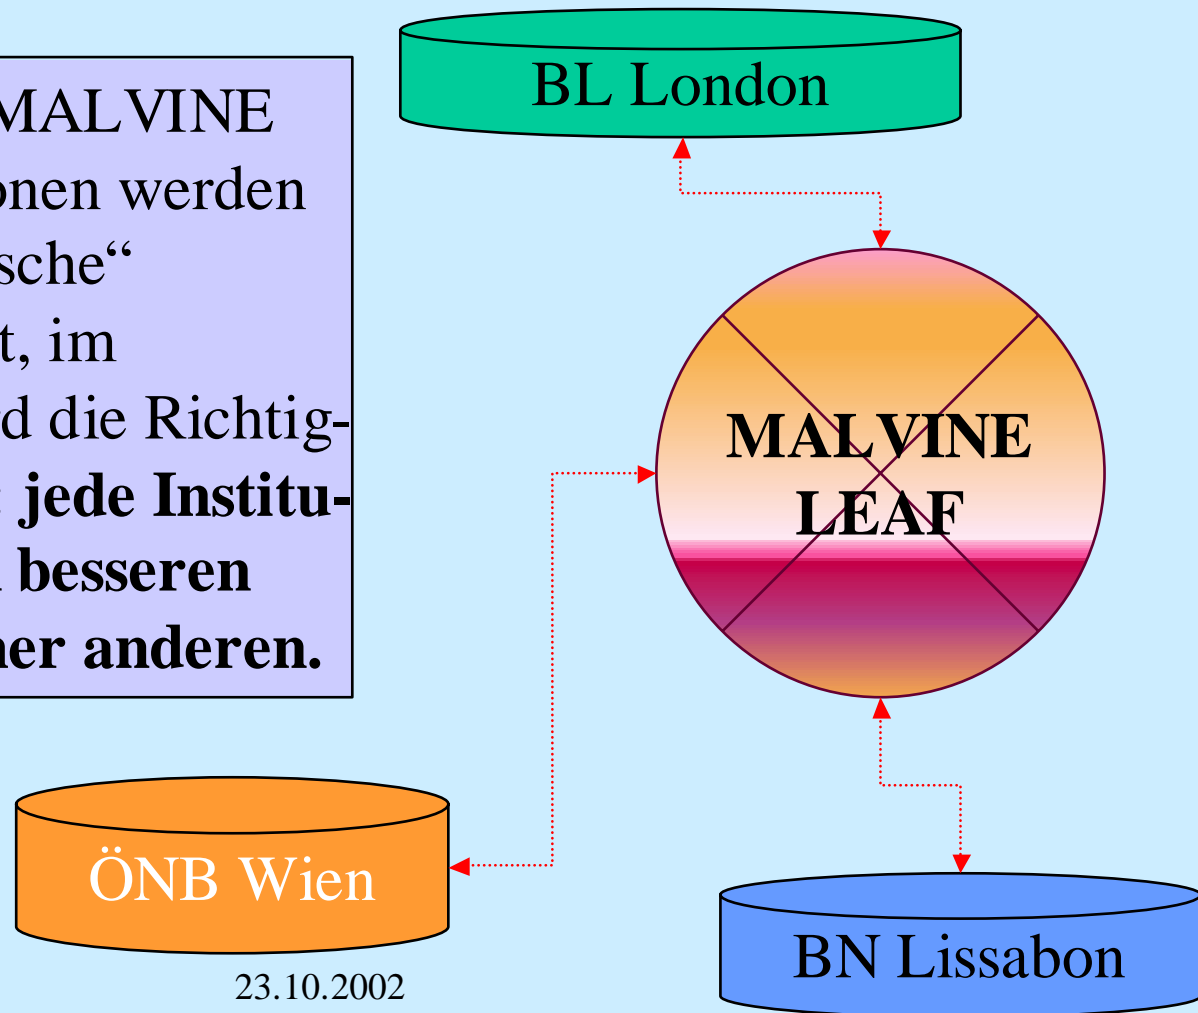 BL London
MALVINE
onen werden
sche“
t, im
rd die Richtig-
: jede Institu-
besseren
ner anderen.
MALVINE
LEAF
ÖNB Wien
BN Lissabon
23.10.2002